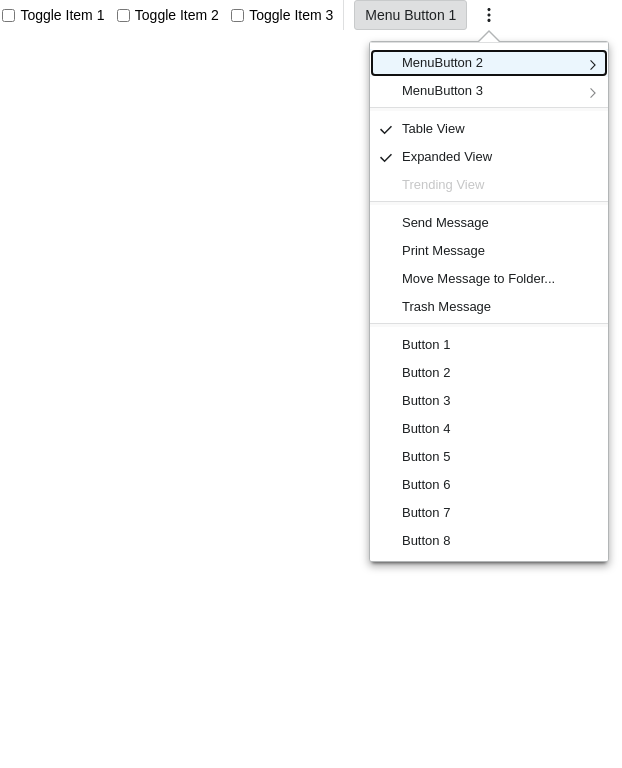 Toggle Item 1 Toggle Item 2 Toggle Item 3 Menu Button 1
MenuButton 2
MenuButton 3
Table View
Expanded View
Trending View
Send Message
Print Message
Move Message to Folder...
Trash Message
Button 1
Button 2
Button 3
Button 4
Button 5
Button 6
Button 7
Button 8